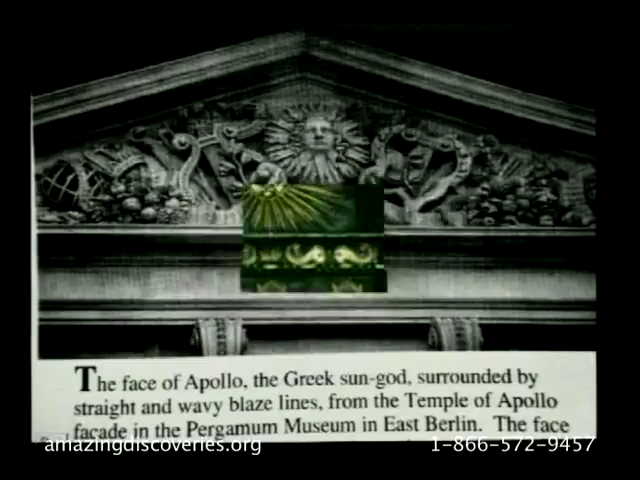 The face of Apollo, the Greek sun-god, surrounded by
straight and wavy blaze lines, from the Temple of Apollo
facade in the Pergamum Museum in East Berlin. The face
amazingdiscoveries.org 1-866-572-9457